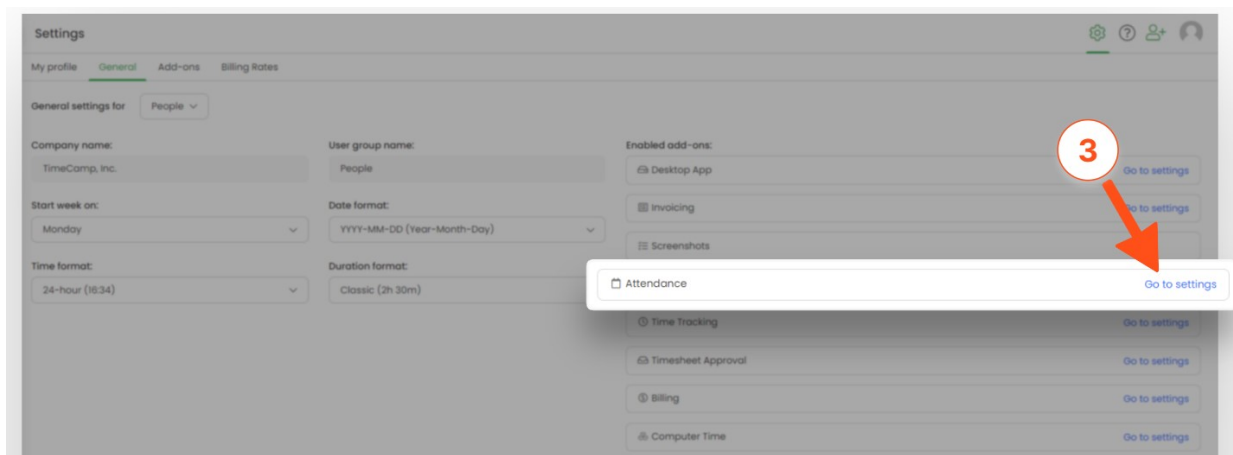 Settings
My profile General Add-ons Billing Rates
General settings for People
Company name: User group name: Enabled add-ons:
TimeCamp, Inc. People Desktop App Go to settings
3
Start week on: Date format: Invoicing Go to settings
Monday YYYY-MM-DD (Year-Month-Day)
Screenshots
Time format: Duration format:
24-hour (16:34) Classic (2h 30m) Attendance Go to settings
Time Tracking Go to settings
Timesheet Approval Go to settings
Billing Go to settings
Computer Time Go to settings